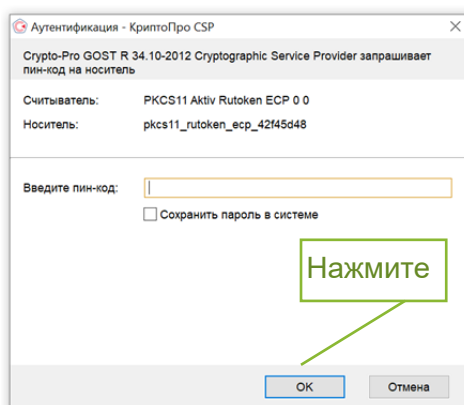 Аутентификация - КриптоПро CSP
Crypto-Pro GOST R 34.10-2012 Cryptographic Service Provider запрашивает
пин-код на носитель
Считыватель: PKCS11 Aktiv Rutoken ECP 0 0
Носитель: pkcs11_rutoken_ecp_42f45d48
Введите пин-код:
Сохранить пароль в системе
Нажмите
OK Отмена